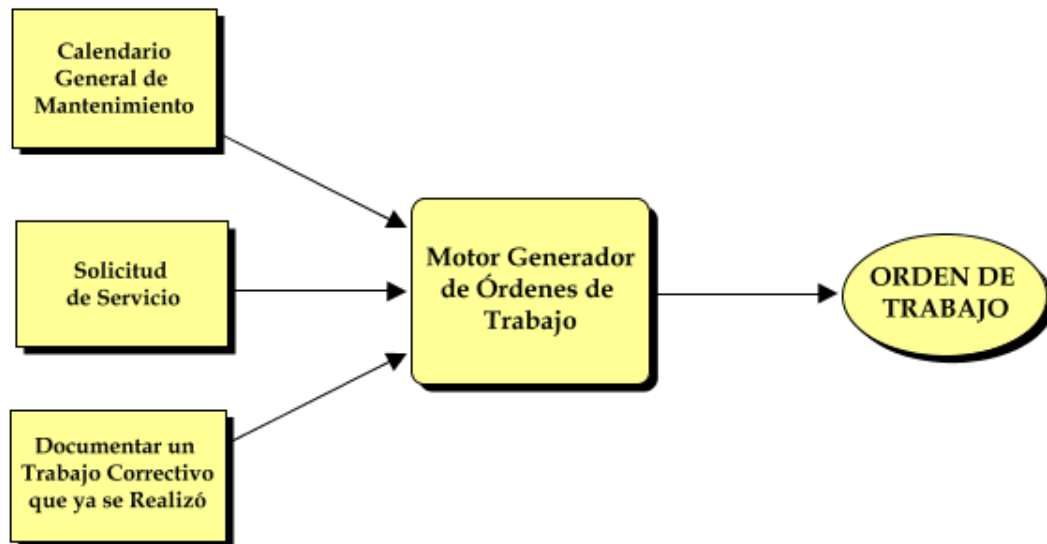 Calendario
General de
Mantenimiento
Solicitud
de Servicio
Documentar un
Trabajo Correctivo
que ya se Realizó
Motor Generador
de Órdenes de
Trabajo
ORDEN DE
TRABAJO